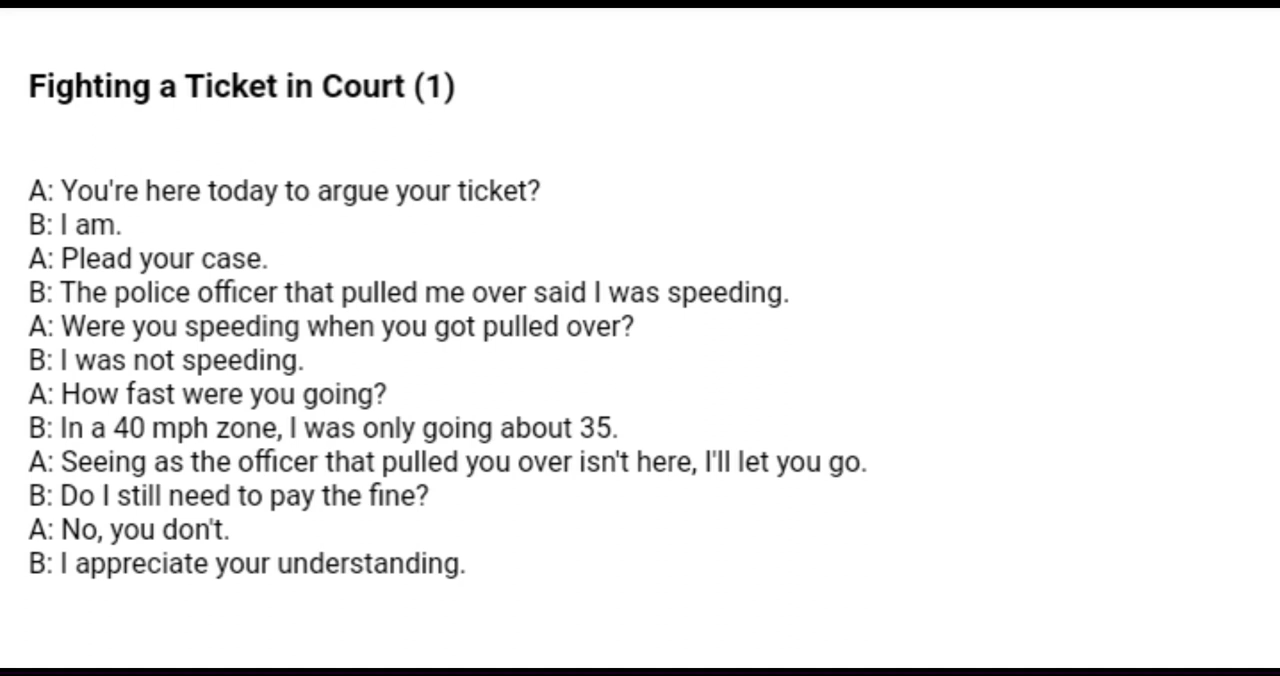 Fighting a Ticket in Court (1)
A: You're here today to argue your ticket?
B: I am.
A: Plead your case.
B: The police officer that pulled me over said I was speeding.
A: Were you speeding when you got pulled over?
B: I was not speeding.
A: How fast were you going?
B: In a 40 mph zone, I was only going about 35.
A: Seeing as the officer that pulled you over isn't here, I'll let you go.
B: Do I still need to pay the fine?
A: No, you don't.
B: I appreciate your understanding.